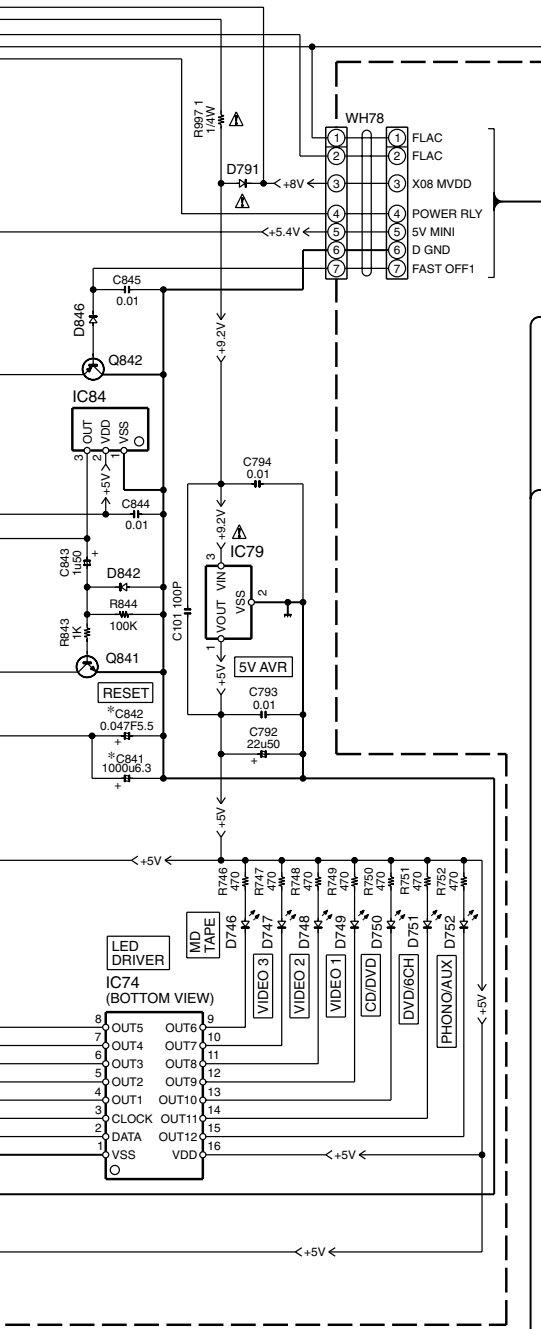 R997 1
1/4W
WH78
1 1 FLAC
2 2 FLAC
D791
+8V 3 3 X08 MVDD
4 4 POWER RLY
+5.4V 5 5 5V MINI
6 6 D GND
7 7 FAST OFF1
C845
0.01
D846
+9.2V
Q842
IC84
OUT
VDD
VSS
3
2
1
+5V
C794
0.01
C844
0.01
+9.2V
C843
1u50
+
D842
IC79
3
VIN
VOUT
VSS
2
1
C101 100P
R844
100K
R843
1K
Q841
+5V
5V AVR
RESET
C793
0.01
*C842
0.047F5.5
+
C792
22u50
+
*C841
1000u6.3
+
+5V
+5V
R746
470
R747
470
R748
470
R749
470
R750
470
R751
470
R752
470
D746
D747
D748
D749
D750
D751
D752
MD
TAPE
VIDEO 3
VIDEO 2
VIDEO 1
CD/DVD
DVD/6CH
PHONO/AUX
LED
DRIVER
IC74
(BOTTOM VIEW)
+5V
8 OUT5 OUT6 9
7 OUT4 OUT7 10
6 OUT3 OUT8 11
5 OUT2 OUT9 12
4 OUT1 OUT10 13
3 CLOCK OUT11 14
2 DATA OUT12 15
1 VSS VDD 16
+5V
+5V